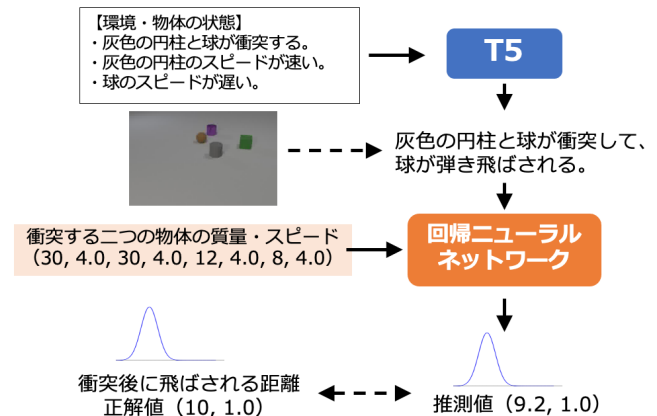 【環境・物体の状態】
・灰色の円柱と球が衝突する。
・灰色の円柱のスピードが速い。
・球のスピードが遅い。
T5
灰色の円柱と球が衝突して、
球が弾き飛ばされる。
衝突する二つの物体の質量・スピード
（30, 4.0, 30, 4.0, 12, 4.0, 8, 4.0）
回帰ニューラル
ネットワーク
衝突後に飛ばされる距離
正解値（10, 1.0）
推測値（9.2, 1.0）